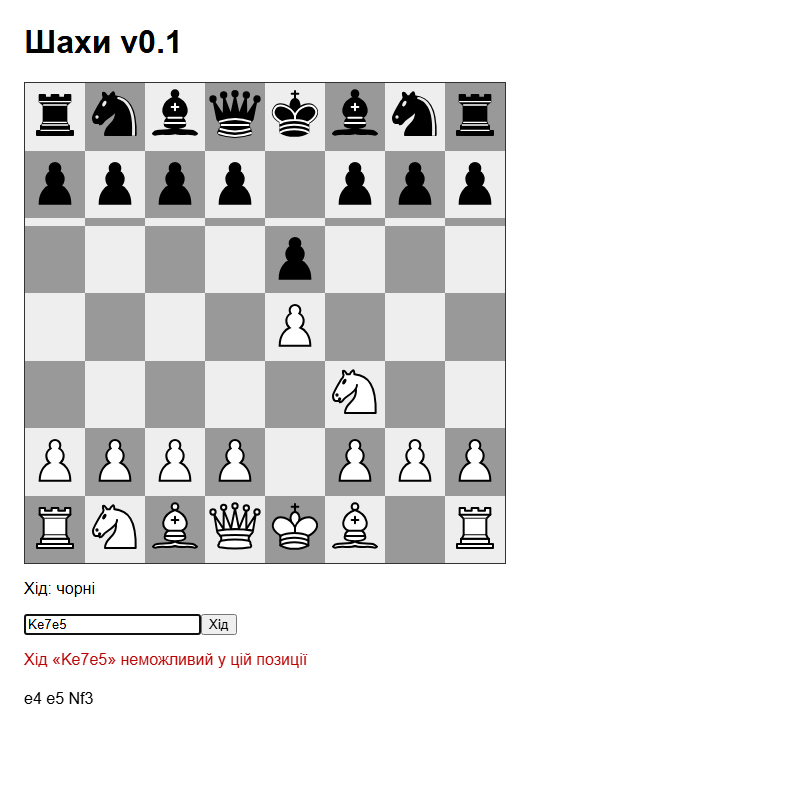 Шахи v0.1
Хід: чорні
Ke7e5 Хід
Хід «Ke7e5» неможливий у цій позиції
e4 e5 Nf3